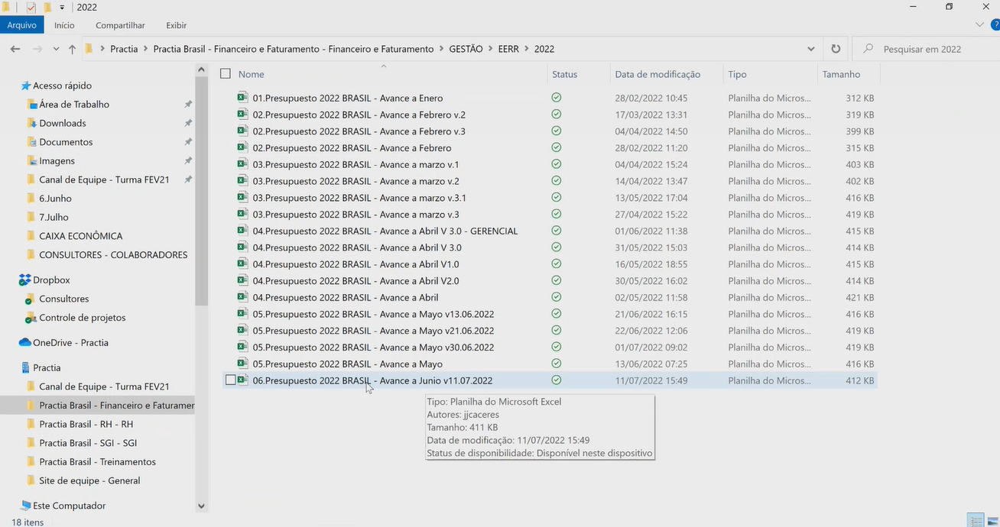 2022
Arquivo Início Compartilhar Exibir
Practia Practia Brasil - Financeiro e Faturamento - Financeiro e Faturamento GESTÃO EERR 2022 Pesquisar em 2022
Nome Status Data de modificação Tipo Tamanho
Acesso rápido
Área de Trabalho
Downloads
Documentos
Imagens
Canal de Equipe - Turma FEV21
6.Junho
7.Julho
CAIXA ECONÔMICA
CONSULTORES - COLABORADORES
Dropbox
Consultores
Controle de projetos
OneDrive - Practia
Practia
Canal de Equipe - Turma FEV21
Practia Brasil - Financeiro e Faturamer
Practia Brasil - RH - RH
Practia Brasil - SGI - SGI
Practia Brasil - Treinamentos
Site de equipe - General
Este Computador
01.Presupuesto 2022 BRASIL - Avance a Enero 28/02/2022 10:45 Planilha do Micros... 312 KB
02.Presupuesto 2022 BRASIL - Avance a Febrero v.2 17/03/2022 13:31 Planilha do Micros... 319 KB
02.Presupuesto 2022 BRASIL - Avance a Febrero v.3 04/04/2022 14:50 Planilha do Micros... 399 KB
02.Presupuesto 2022 BRASIL - Avance a Febrero 28/02/2022 11:20 Planilha do Micros... 315 KB
03.Presupuesto 2022 BRASIL - Avance a marzo v.1 04/04/2022 15:24 Planilha do Micros... 403 KB
03.Presupuesto 2022 BRASIL - Avance a marzo v.2 14/04/2022 13:47 Planilha do Micros... 402 KB
03.Presupuesto 2022 BRASIL - Avance a marzo v.3.1 13/05/2022 17:04 Planilha do Micros... 416 KB
03.Presupuesto 2022 BRASIL - Avance a marzo v.3 27/04/2022 15:22 Planilha do Micros... 419 KB
04.Presupuesto 2022 BRASIL - Avance a Abril V 3.0 - GERENCIAL 01/06/2022 11:38 Planilha do Micros... 415 KB
04.Presupuesto 2022 BRASIL - Avance a Abril V 3.0 31/05/2022 15:03 Planilha do Micros... 414 KB
04.Presupuesto 2022 BRASIL - Avance a Abril V1.0 16/05/2022 18:55 Planilha do Micros... 415 KB
04.Presupuesto 2022 BRASIL - Avance a Abril V2.0 30/05/2022 16:02 Planilha do Micros... 414 KB
04.Presupuesto 2022 BRASIL - Avance a Abril 02/05/2022 11:58 Planilha do Micros... 421 KB
05.Presupuesto 2022 BRASIL - Avance a Mayo v13.06.2022 21/06/2022 16:15 Planilha do Micros... 416 KB
05.Presupuesto 2022 BRASIL - Avance a Mayo v21.06.2022 22/06/2022 12:06 Planilha do Micros... 419 KB
05.Presupuesto 2022 BRASIL - Avance a Mayo v30.06.2022 01/07/2022 09:02 Planilha do Micros... 419 KB
05.Presupuesto 2022 BRASIL - Avance a Mayo 13/06/2022 07:25 Planilha do Micros... 416 KB
06.Presupuesto 2022 BRASIL - Avance a Junio v11.07.2022 11/07/2022 15:49 Planilha do Micros... 412 KB
Tipo: Planilha do Microsoft Excel
Autores: jjcaceres
Tamanho: 411 KB
Data de modificação: 11/07/2022 15:49
Status de disponibilidade: Disponível neste dispositivo
18 itens